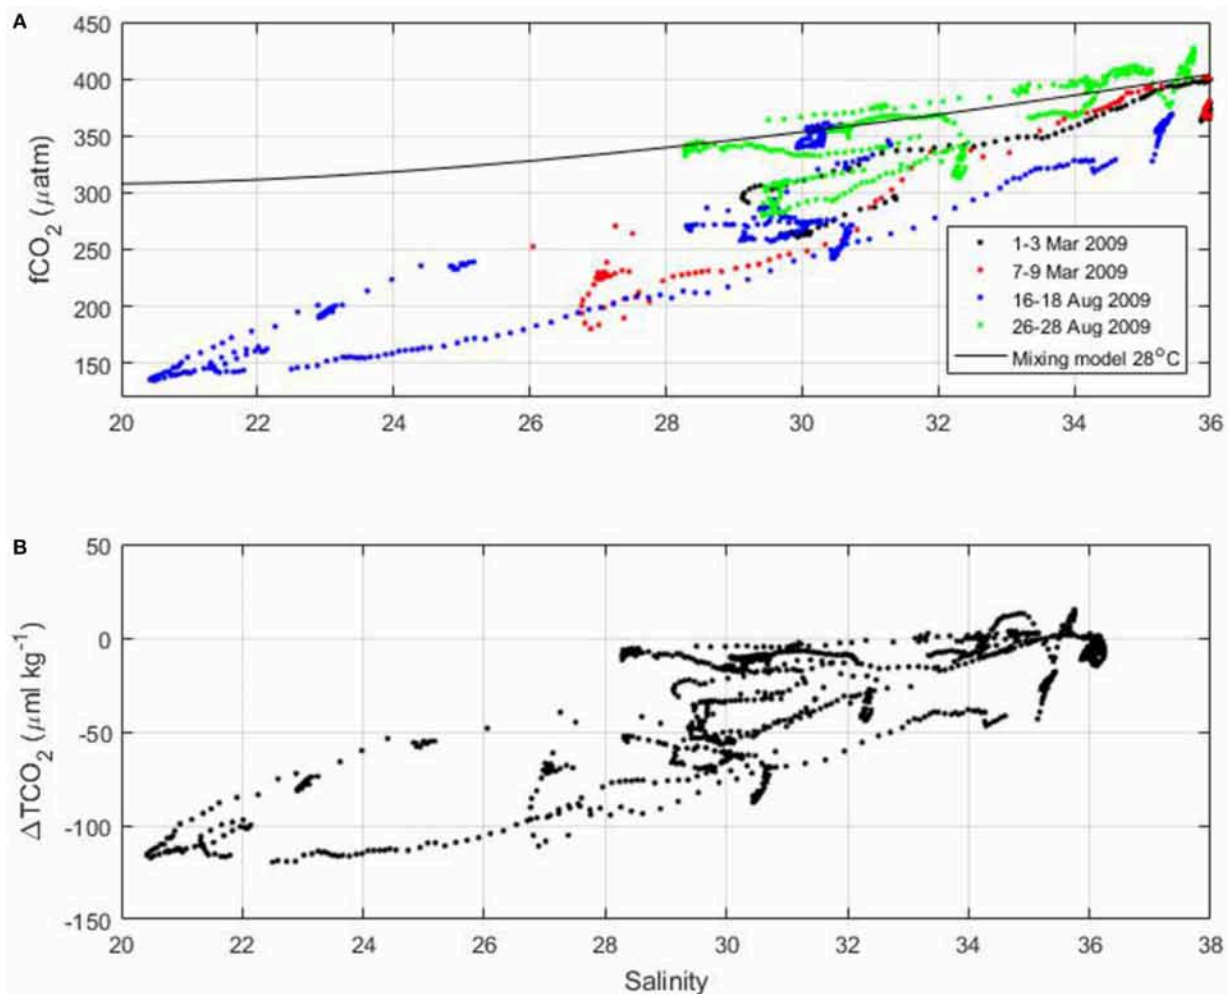 A
450
400
350
300
250
200
150
fCO2 (μatm)
20 22 24 26 28 30 32 34 36
1-3 Mar 2009
7-9 Mar 2009
16-18 Aug 2009
26-28 Aug 2009
Mixing model 28°C
B
50
0
-50
-100
-150
ΔTCO2 (μml kg-1)
20 22 24 26 28 30 32 34 36 38
Salinity